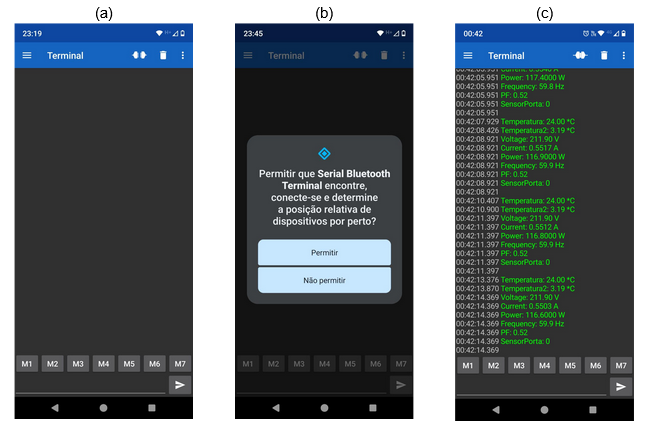 (a)
(b)
(c)
23:19
Terminal
M1 M2 M3 M4 M5 M6 M7
23:45
Terminal
Permitir que Serial Bluetooth
Terminal encontre,
conecte-se e determine
a posição relativa de
dispositivos por perto?
Permitir
Não permitir
M1 M2 M3 M4 M5 M6 M7
00:42
Terminal
00:42:05.951 Current: 0.5540 A
00:42:05.951 Power: 117.4000 W
00:42:05.951 Frequency: 59.8 Hz
00:42:05.951 PF: 0.52
00:42:05.951 SensorPorta: 0
00:42:05.951
00:42:07.929 Temperatura: 24.00 ºC
00:42:08.426 Temperatura2: 3.19 ºC
00:42:08.921 Voltage: 211.90 V
00:42:08.921 Current: 0.5517 A
00:42:08.921 Power: 116.9000 W
00:42:08.921 Frequency: 59.9 Hz
00:42:08.921 PF: 0.52
00:42:08.921 SensorPorta: 0
00:42:08.921
00:42:10.407 Temperatura: 24.00 ºC
00:42:10.900 Temperatura2: 3.19 ºC
00:42:11.397 Voltage: 211.90 V
00:42:11.397 Current: 0.5512 A
00:42:11.397 Power: 116.8000 W
00:42:11.397 Frequency: 59.9 Hz
00:42:11.397 PF: 0.52
00:42:11.397 SensorPorta: 0
00:42:11.397
00:42:13.376 Temperatura: 24.00 ºC
00:42:13.870 Temperatura2: 3.19 ºC
00:42:14.369 Voltage: 211.90 V
00:42:14.369 Current: 0.5503 A
00:42:14.369 Power: 116.6000 W
00:42:14.369 Frequency: 59.9 Hz
00:42:14.369 PF: 0.52
00:42:14.369 SensorPorta: 0
00:42:14.369
M1 M2 M3 M4 M5 M6 M7